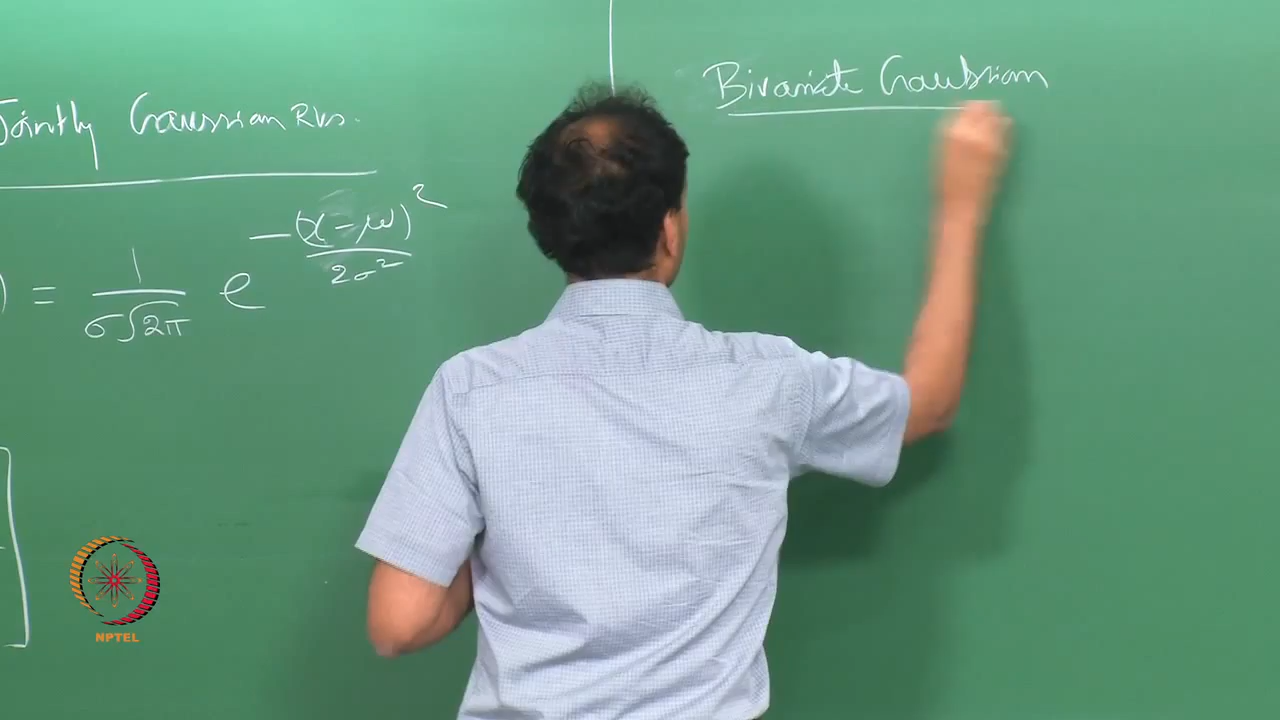 Jointly Gaussian RVs.
) = 1/(σ√2π) e^(-(x-μ)²/2σ²)
Bivariate Gaussian
NPTEL